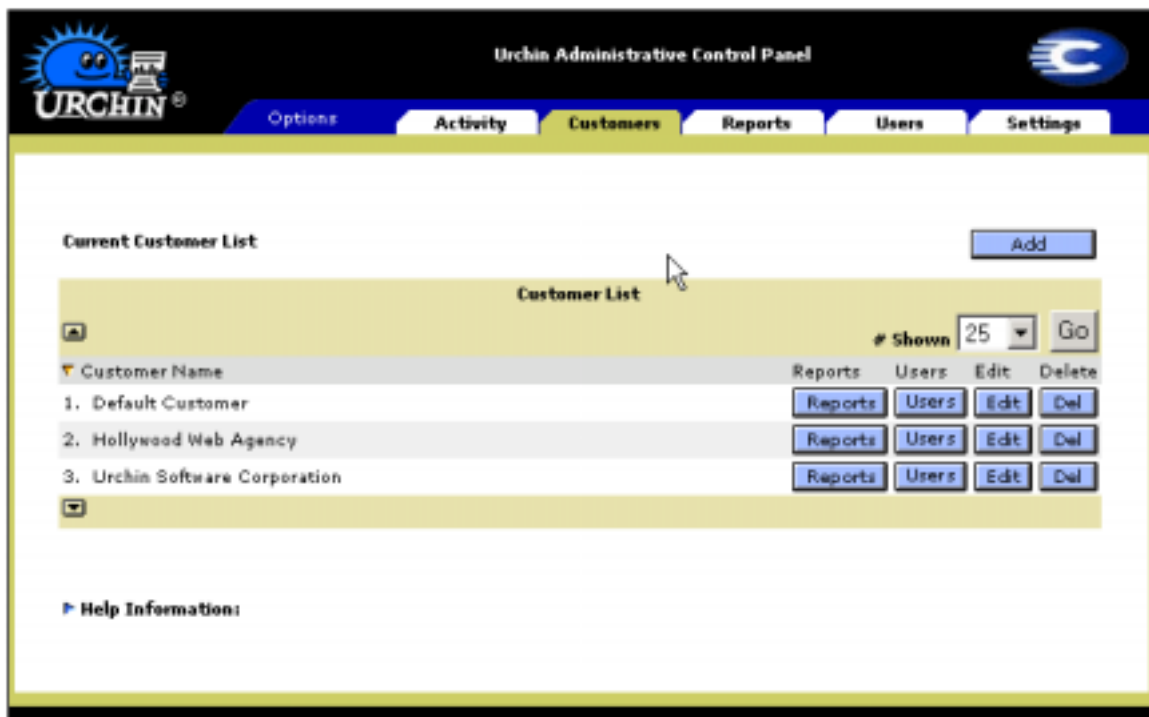 Urchin Administrative Control Panel
URCHIN®
C
Options Activity Customers Reports Users Settings
Current Customer List
Add
Customer List
# Shown 25 Go
Customer Name Reports Users Edit Delete
1. Default Customer Reports Users Edit Del
2. Hollywood Web Agency Reports Users Edit Del
3. Urchin Software Corporation Reports Users Edit Del
Help Information: